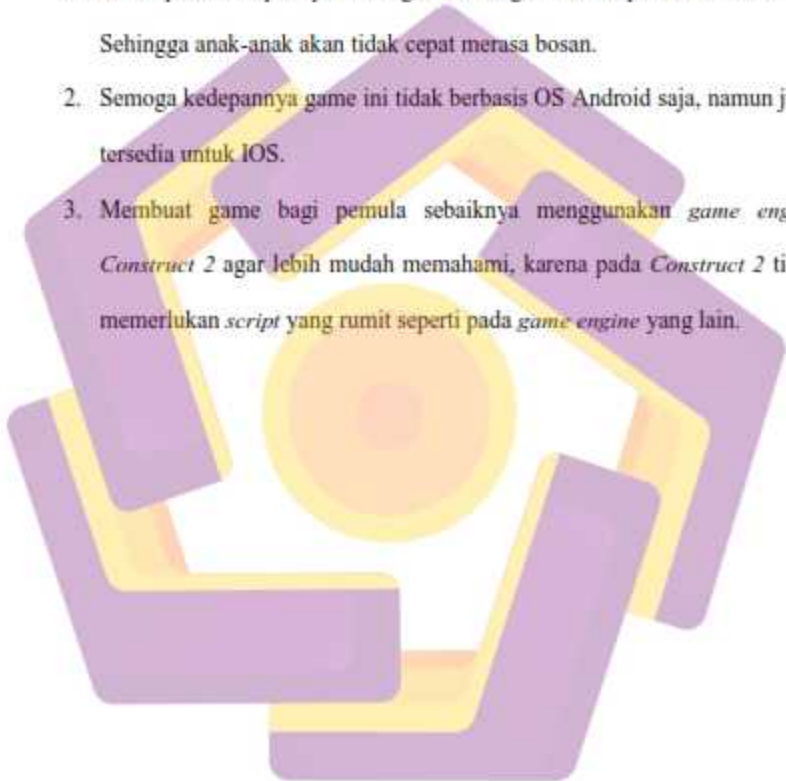 Sehingga anak-anak akan tidak cepat merasa bosan.
2. Semoga kedepannya game ini tidak berbasis OS Android saja, namun
tersedia untuk IOS.
3. Membuat game bagi pemula sebaiknya menggunakan game
Construct 2 agar lebih mudah memahami, karena pada Construct 2
memerlukan script yang rumit seperti pada game engine yang lain.